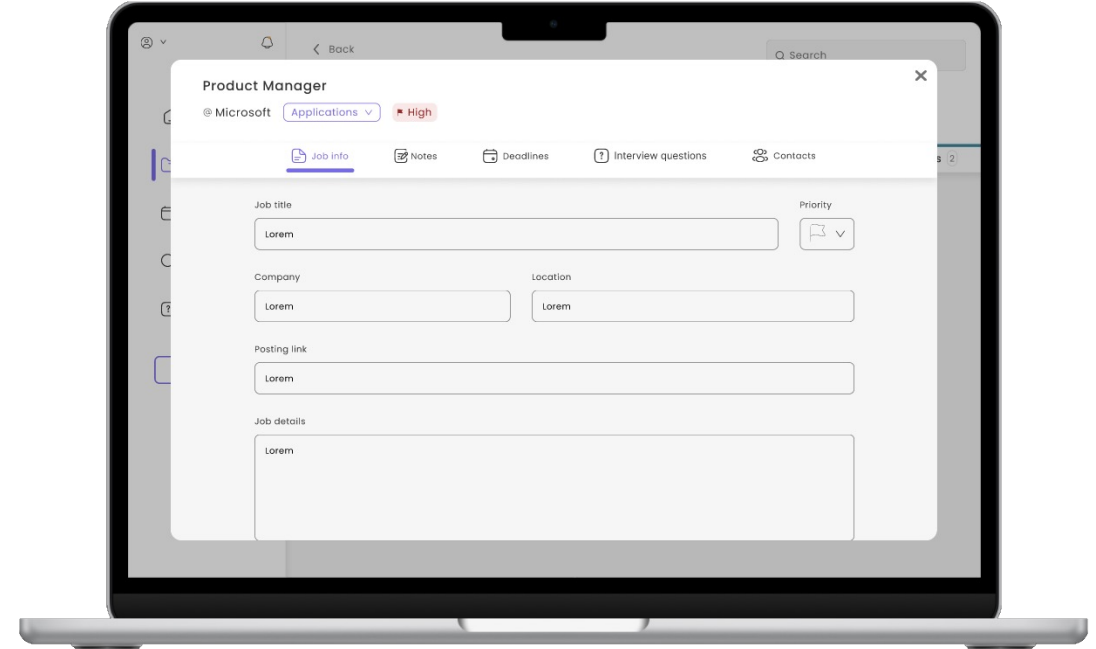 Back
Search
Product Manager
@ Microsoft Applications High
Job info Notes Deadlines Interview questions Contacts
s 2
Job title Priority
Lorem
Company Location
Lorem Lorem
Posting link
Lorem
Job details
Lorem